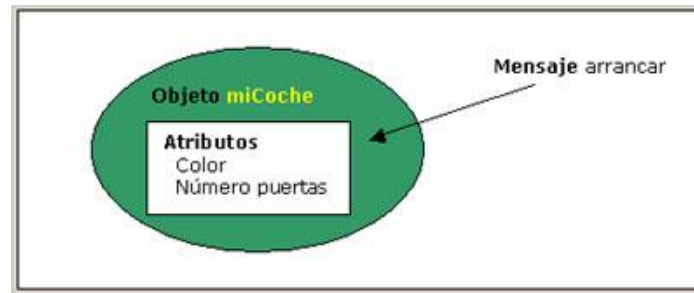 Mensaje arrancar
Objeto miCoche
Atributos
Color
Número puertas